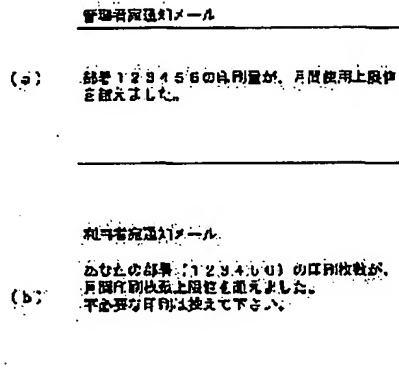 管理者宛通知メール
(a)
部署123456の印刷量が、月間使用上限値
を越えました。
利用者宛通知メール
(b)
あなたの部署(123456)の印刷枚数が、
月間印刷枚数上限値を越えました。
不必要な印刷は控えて下さい。